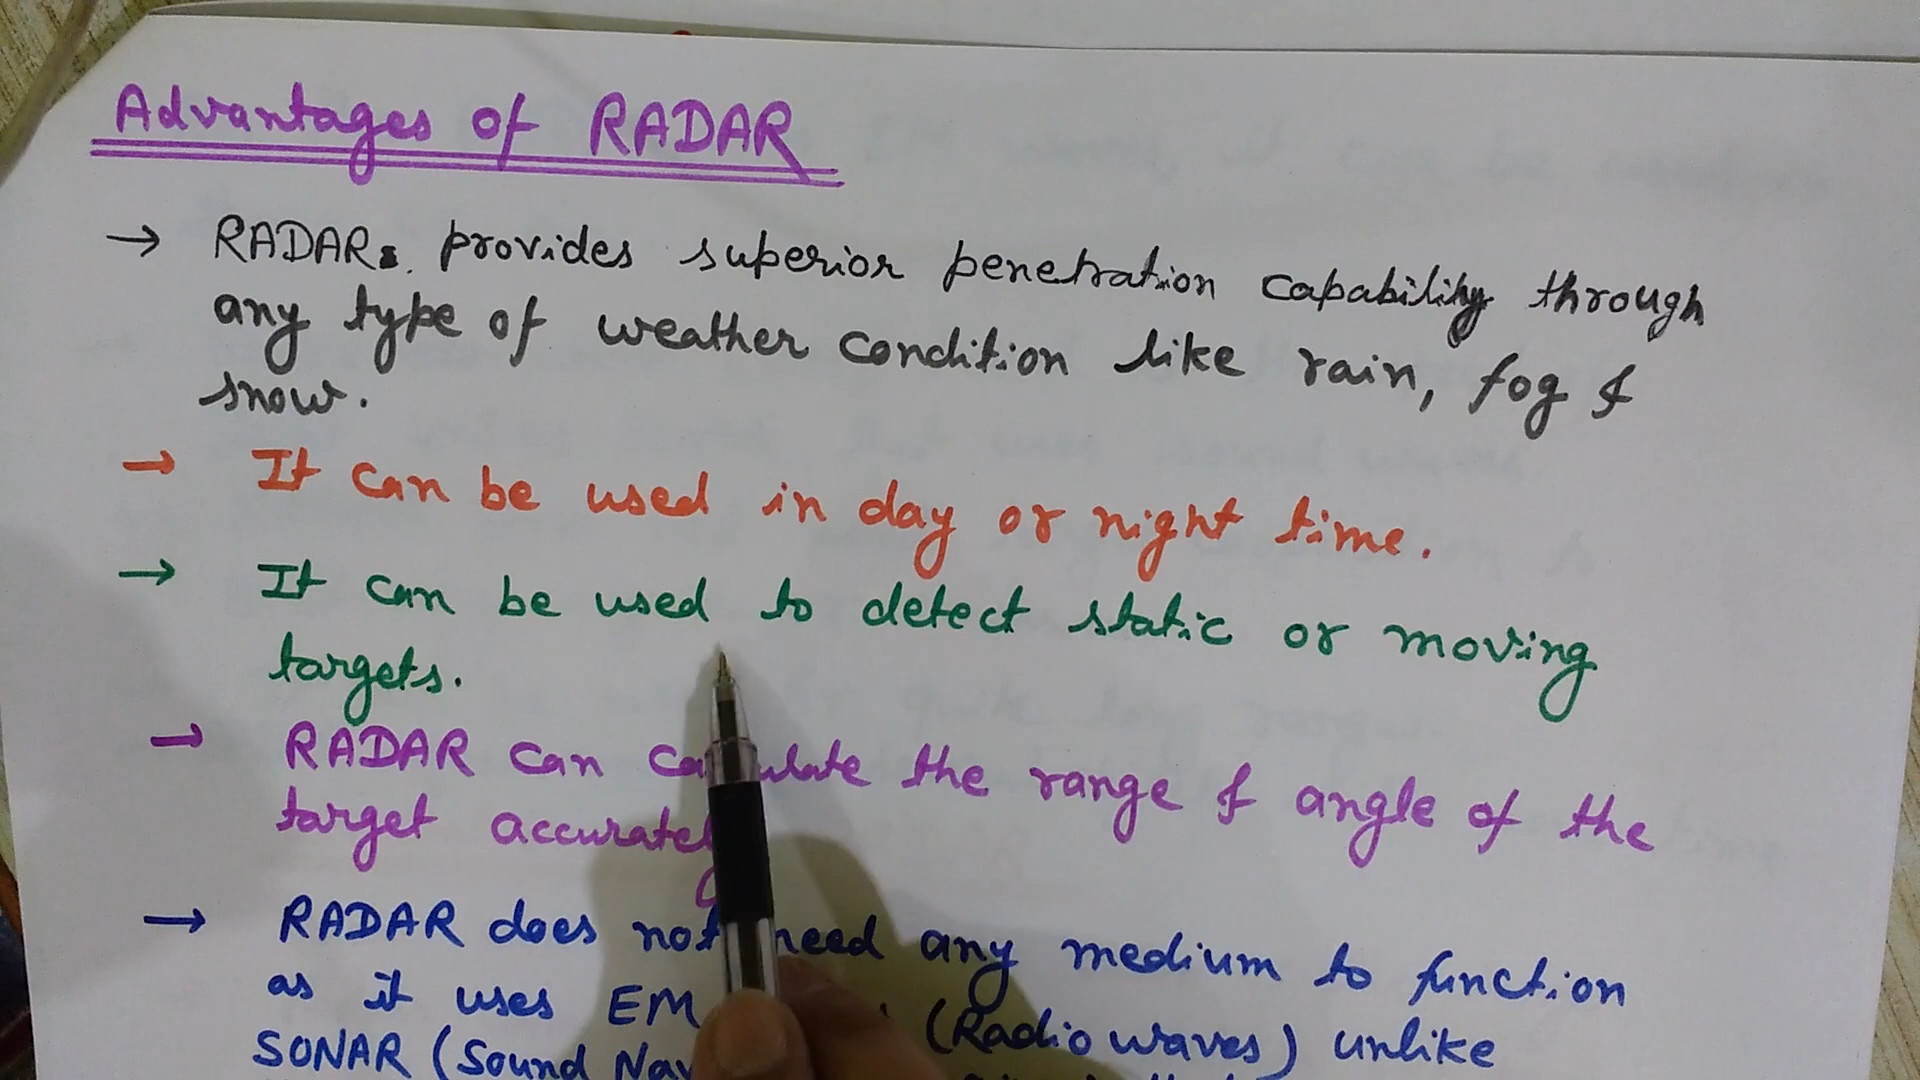 Advantages of RADAR
→ RADARs provides superior penetration capability through
any type of weather condition like rain, fog &
snow.
→ It can be used in day or night time.
→ It can be used to detect static or moving
targets.
→ RADAR can the range & angle of the
target
→ RADAR does not need any medium to function
as it uses EM (Radio waves) unlike
SONAR (Sound